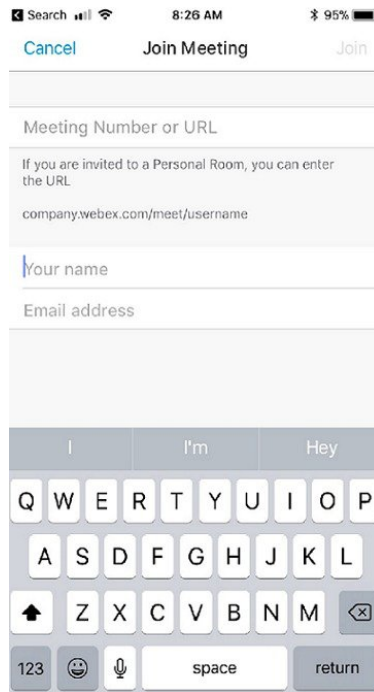 Search 8:26 AM 95%
Cancel Join Meeting Join
Meeting Number or URL
If you are invited to a Personal Room, you can enter
the URL
company.webex.com/meet/username
Your name
Email address
I I'm Hey
Q W E R T Y U I O P
A S D F G H J K L
Z X C V B N M
123 space return